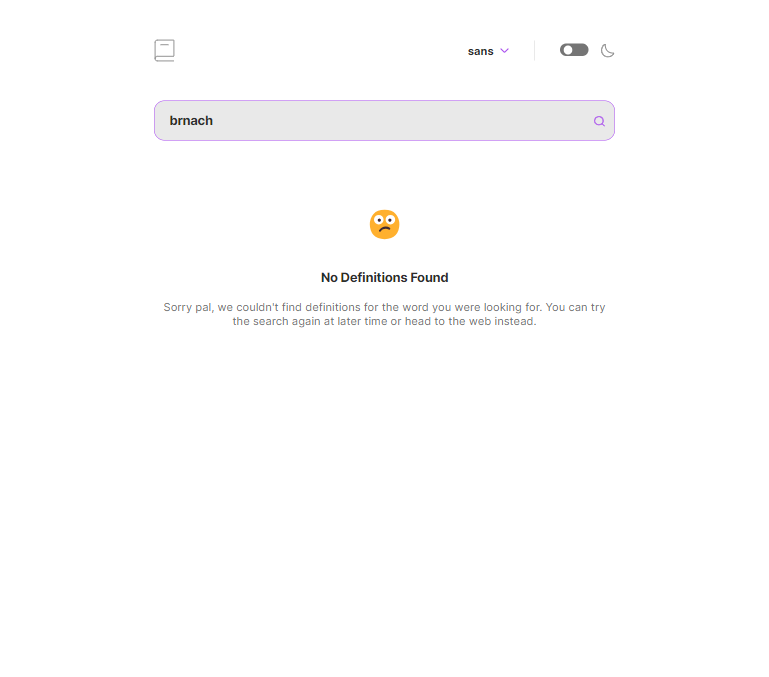 sans
brnach
No Definitions Found
Sorry pal, we couldn't find definitions for the word you were looking for. You can try
the search again at later time or head to the web instead.